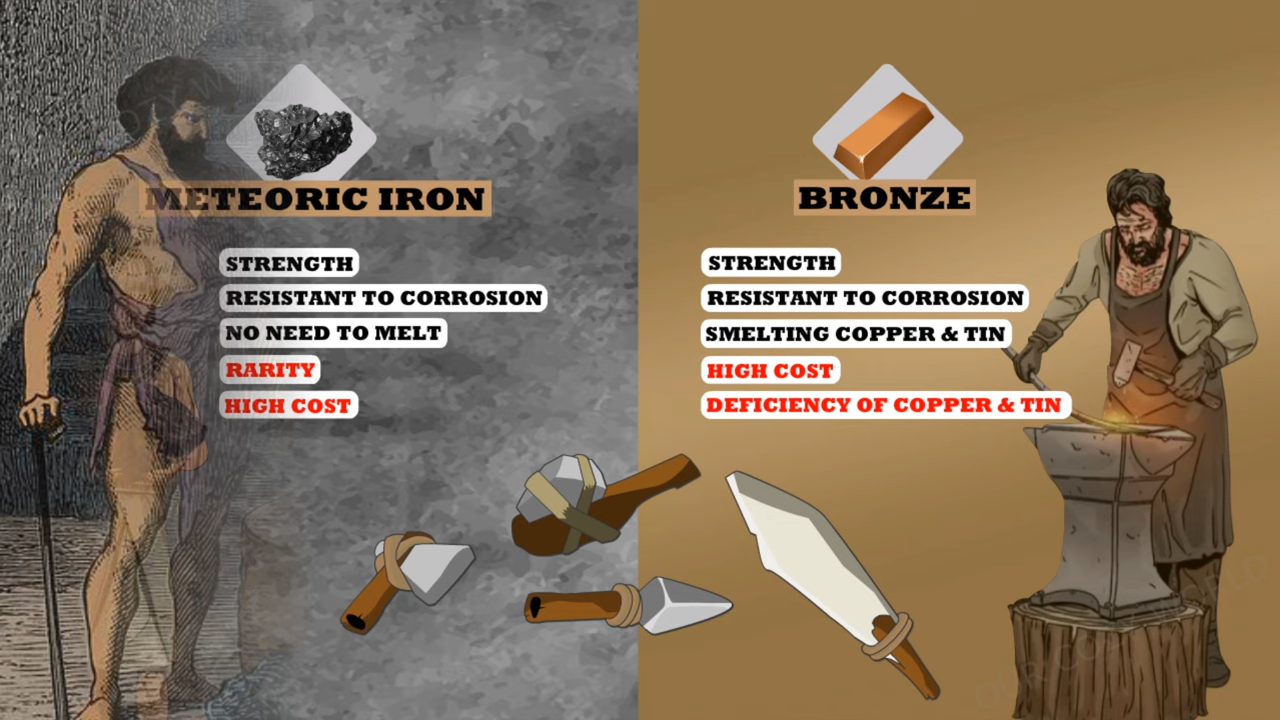 METEORIC IRON
STRENGTH
RESISTANT TO CORROSION
NO NEED TO MELT
RARITY
HIGH COST
BRONZE
STRENGTH
RESISTANT TO CORROSION
SMELTING COPPER & TIN
HIGH COST
DEFICIENCY OF COPPER & TIN